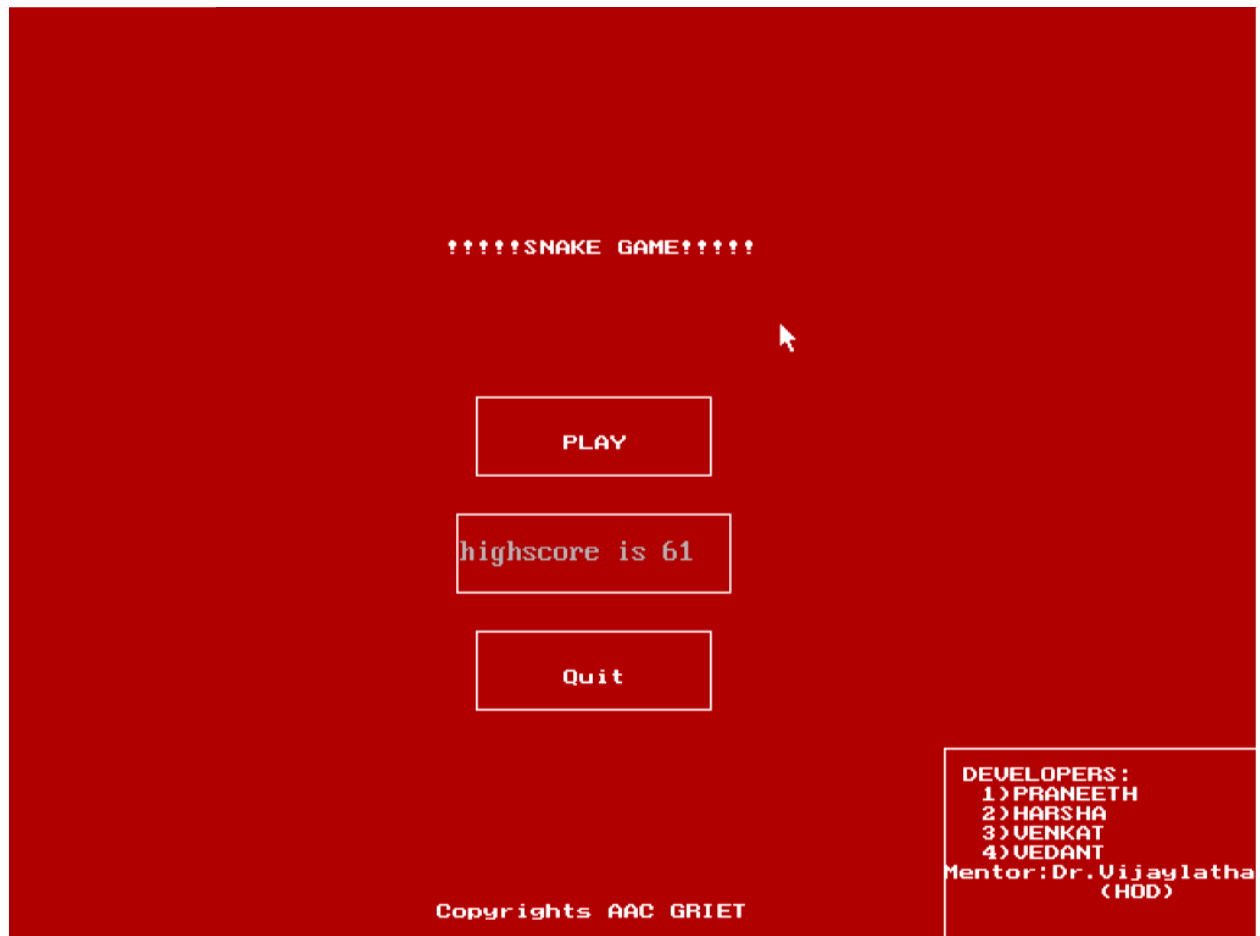 !!!!!SNAKE GAME!!!!!
PLAY
highscore is 61
Quit
DEVELOPERS:
1)PRANEETH
2)HARSHA
3)VENKAT
4)VEDANT
Mentor:Dr.Vijaylatha
(HOD)
Copyrights AAC GRIET